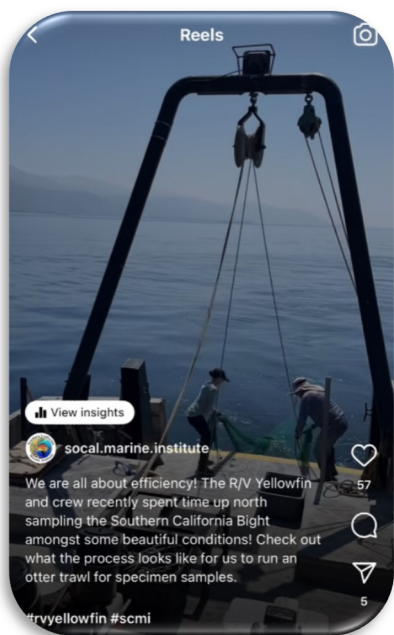 Reels
View insights
socal.marine.institute
We are all about efficiency! The R/V Yellowfin
and crew recently spent time up north
sampling the Southern California Bight
amongst some beautiful conditions! Check out
what the process looks like for us to run an
otter trawl for specimen samples.
57
5
#rvyellowfin #scmi